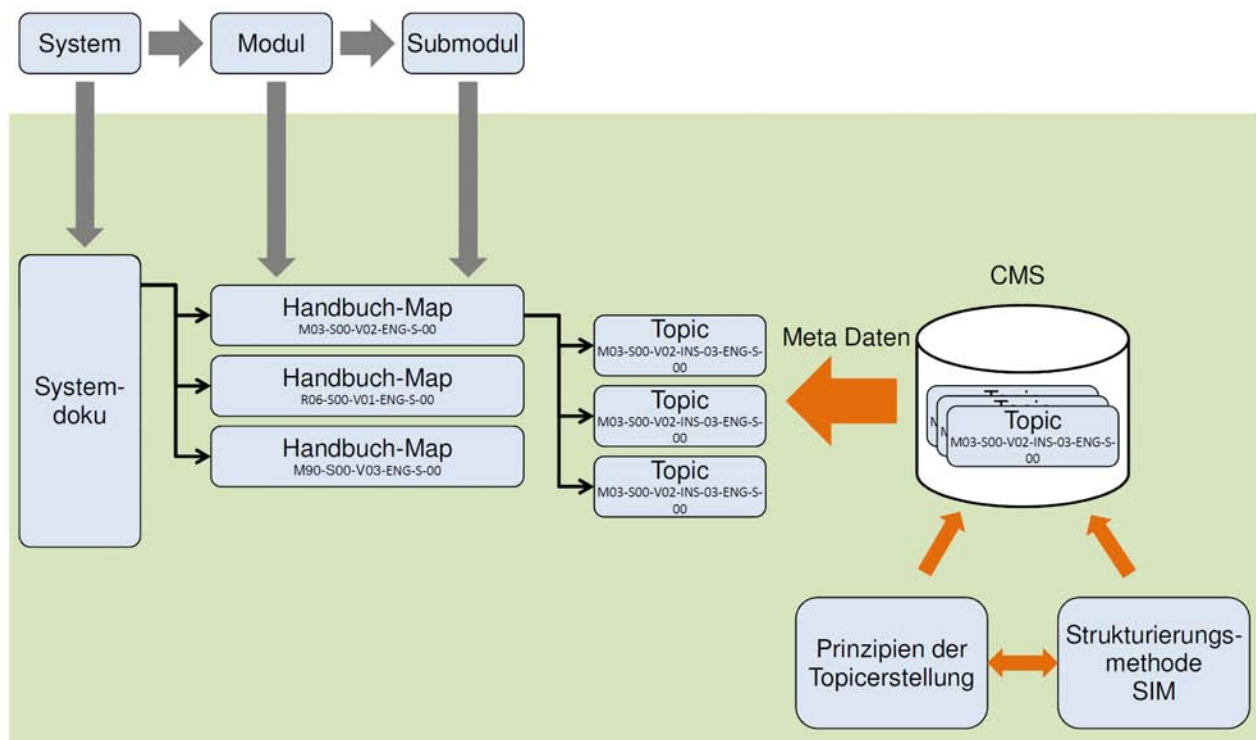 System
Modul
Submodul
System-
doku
Handbuch-Map
M03-S00-V02-ENG-S-00
Handbuch-Map
R06-S00-V01-ENG-S-00
Handbuch-Map
M90-S00-V03-ENG-S-00
Topic
M03-S00-V02-INS-03-ENG-S-
00
Topic
M03-S00-V02-INS-03-ENG-S-
00
Topic
M03-S00-V02-INS-03-ENG-S-
00
Meta Daten
CMS
Topic
M03-S00-V02-INS-03-ENG-S-
00
Prinzipien der
Topicerstellung
Strukturierungs-
methode
SIM